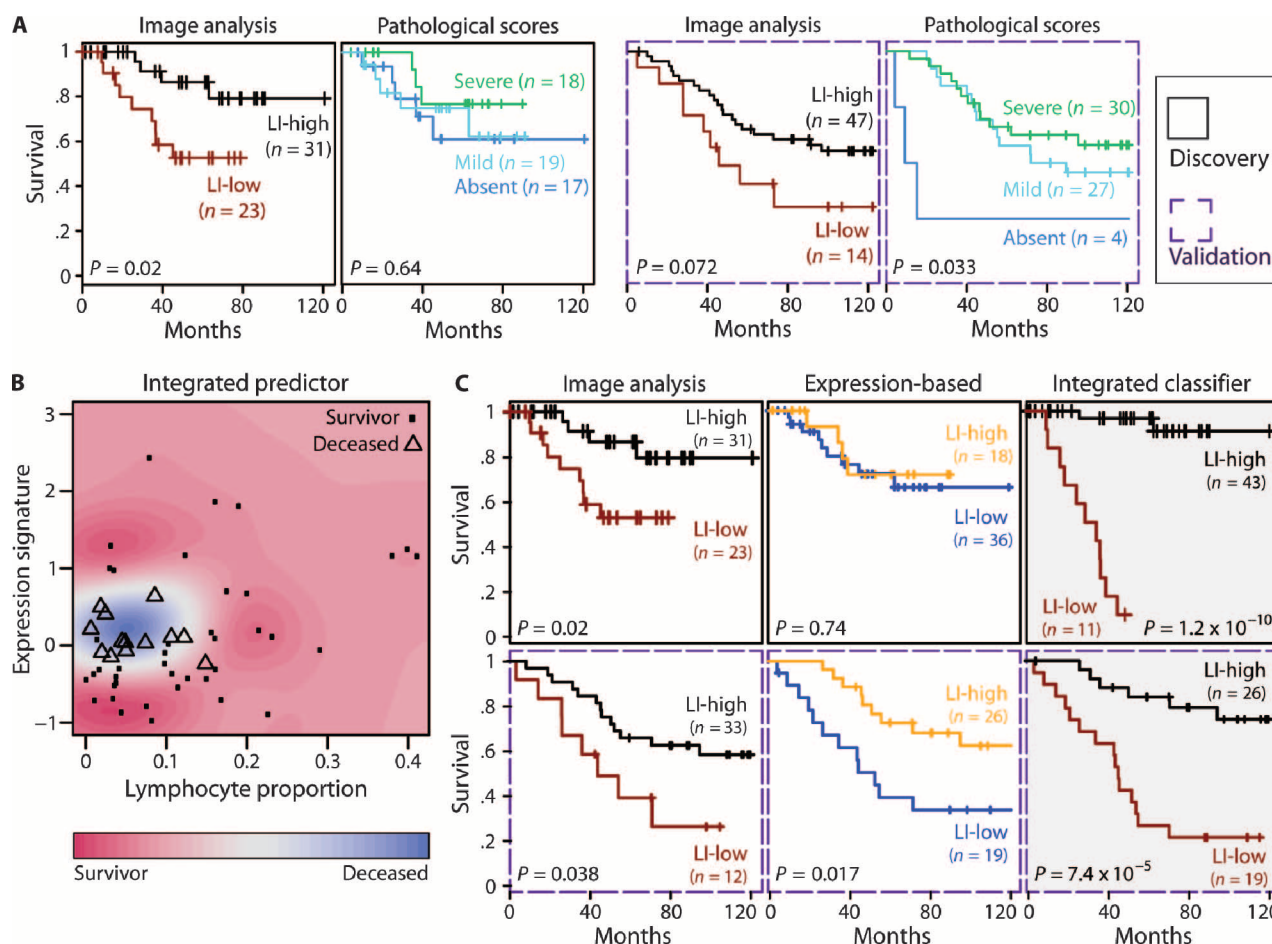 A
Image analysis
Pathological scores
Image analysis
Pathological scores
Survival
1
.8
.6
.4
.2
0
LI-high
(n = 31)
LI-low
(n = 23)
P = 0.02
0 40 80 120
Months
Severe (n = 18)
Mild (n = 19)
Absent (n = 17)
P = 0.64
0 40 80 120
Months
LI-high
(n = 47)
LI-low
(n = 14)
P = 0.072
0 40 80 120
Months
Severe (n = 30)
Mild (n = 27)
Absent (n = 4)
P = 0.033
0 40 80 120
Months
Discovery
Validation
B
Integrated predictor
Expression signature
3
2
1
0
−1
Survivor
Deceased
0 0.1 0.2 0.3 0.4
Lymphocyte proportion
Survivor
Deceased
C
Image analysis
Expression-based
Integrated classifier
Survival
1
.8
.6
.4
.2
0
LI-high
(n = 31)
LI-low
(n = 23)
P = 0.02
LI-high
(n = 18)
LI-low
(n = 36)
P = 0.74
LI-high
(n = 43)
LI-low
(n = 11)
P = 1.2 x 10⁻¹⁰
Survival
1
.8
.6
.4
.2
0
LI-high
(n = 33)
LI-low
(n = 12)
P = 0.038
0 40 80 120
Months
LI-high
(n = 26)
LI-low
(n = 19)
P = 0.017
0 40 80 120
Months
LI-high
(n = 26)
LI-low
(n = 19)
P = 7.4 x 10⁻⁵
0 40 80 120
Months